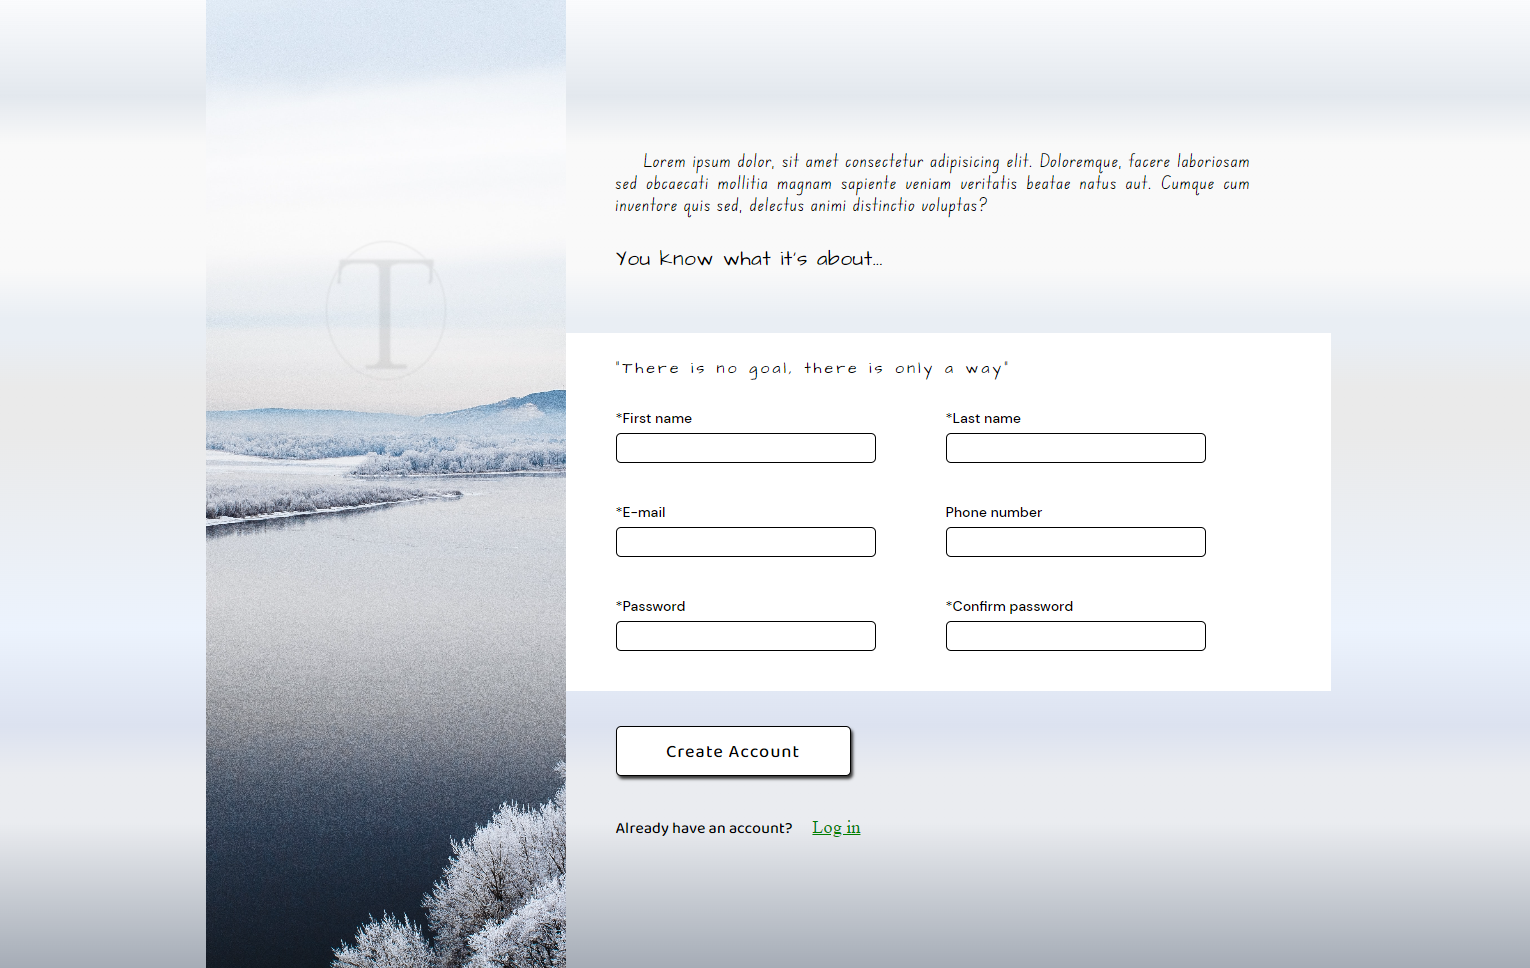 Lorem ipsum dolor, sit amet consectetur adipisicing elit. Doloremque, facere laboriosam
sed obcaecati mollitia magnam sapiente veniam veritatis beatae natus aut. Cumque cum
inventore quis sed, delectus animi distinctio voluptas?
You know what it's about...
T
"There is no goal, there is only a way"
*First name
*Last name
*E-mail
Phone number
*Password
*Confirm password
Create Account
Already have an account? Log in